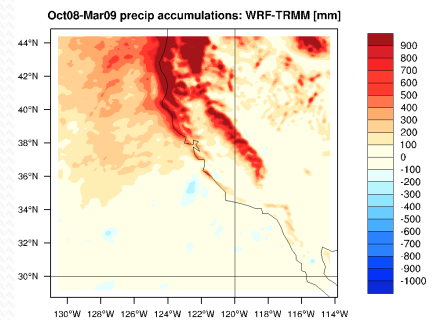 Oct08-Mar09 precip accumulations: WRF-TRMM [mm]
44°N
42°N
40°N
38°N
36°N
34°N
32°N
30°N
130°W 128°W 126°W 124°W 122°W 120°W 118°W 116°W 114°W
900
800
700
600
500
400
300
200
100
0
-100
-200
-300
-400
-500
-600
-700
-800
-900
-1000